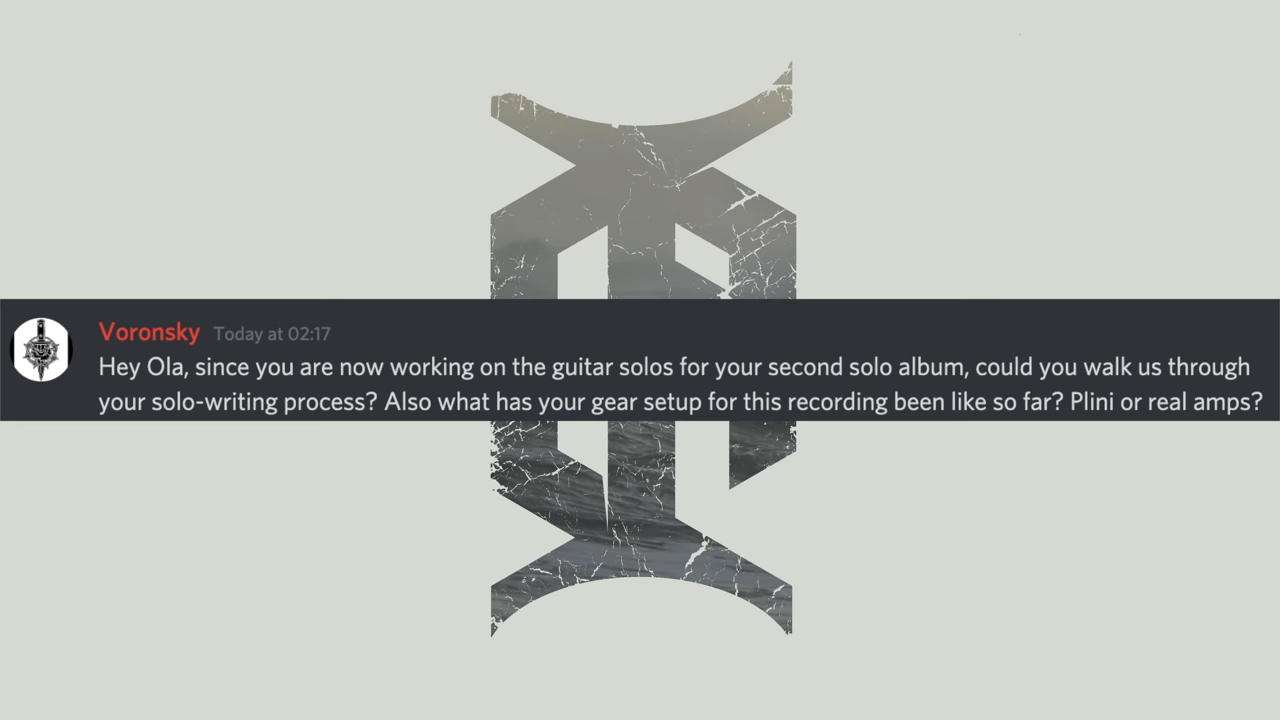 Voronsky Today at 02:17
Hey Ola, since you are now working on the guitar solos for your second solo album, could you walk us through
your solo-writing process? Also what has your gear setup for this recording been like so far? Plini or real amps?